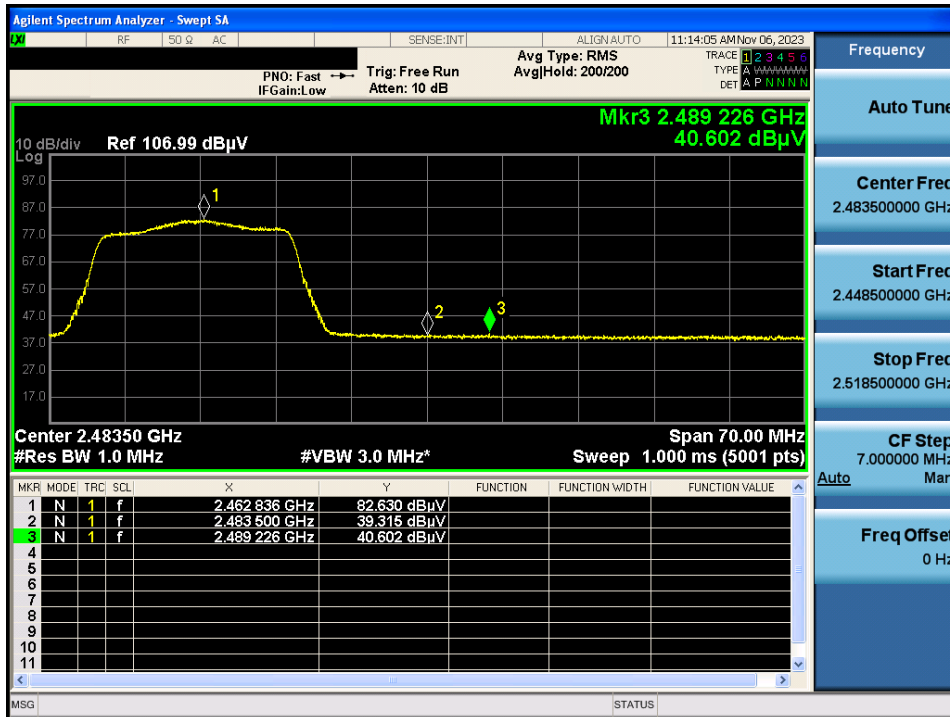 Agilent Spectrum Analyzer - Swept SA
LXI RF 50 Ω AC SENSE:INT ALIGN AUTO 11:14:05 AM Nov 06, 2023
Frequency
PNO: Fast
IFGain:Low
Trig: Free Run
Atten: 10 dB
Avg Type: RMS
Avg|Hold: 200/200
TRACE 1 2 3 4 5 6
TYPE A WWWWWW
DET A P N N N N
Auto Tune
Mkr3 2.489 226 GHz
40.602 dBµV
10 dB/div Ref 106.99 dBµV
Log
97.0
87.0
77.0
67.0
57.0
47.0
37.0
27.0
17.0
1
2
3
Center 2.48350 GHz Span 70.00 MHz
#Res BW 1.0 MHz #VBW 3.0 MHz* Sweep 1.000 ms (5001 pts)
Center Freq
2.483500000 GHz
Start Freq
2.448500000 GHz
Stop Freq
2.518500000 GHz
CF Step
7.000000 MHz
Auto Man
Freq Offset
0 Hz
MKR MODE TRC SCL X Y FUNCTION FUNCTION WIDTH FUNCTION VALUE
1 N 1 f 2.462 836 GHz 82.630 dBµV
2 N 1 f 2.483 500 GHz 39.315 dBµV
3 N 1 f 2.489 226 GHz 40.602 dBµV
4
5
6
7
8
9
10
11
MSG STATUS